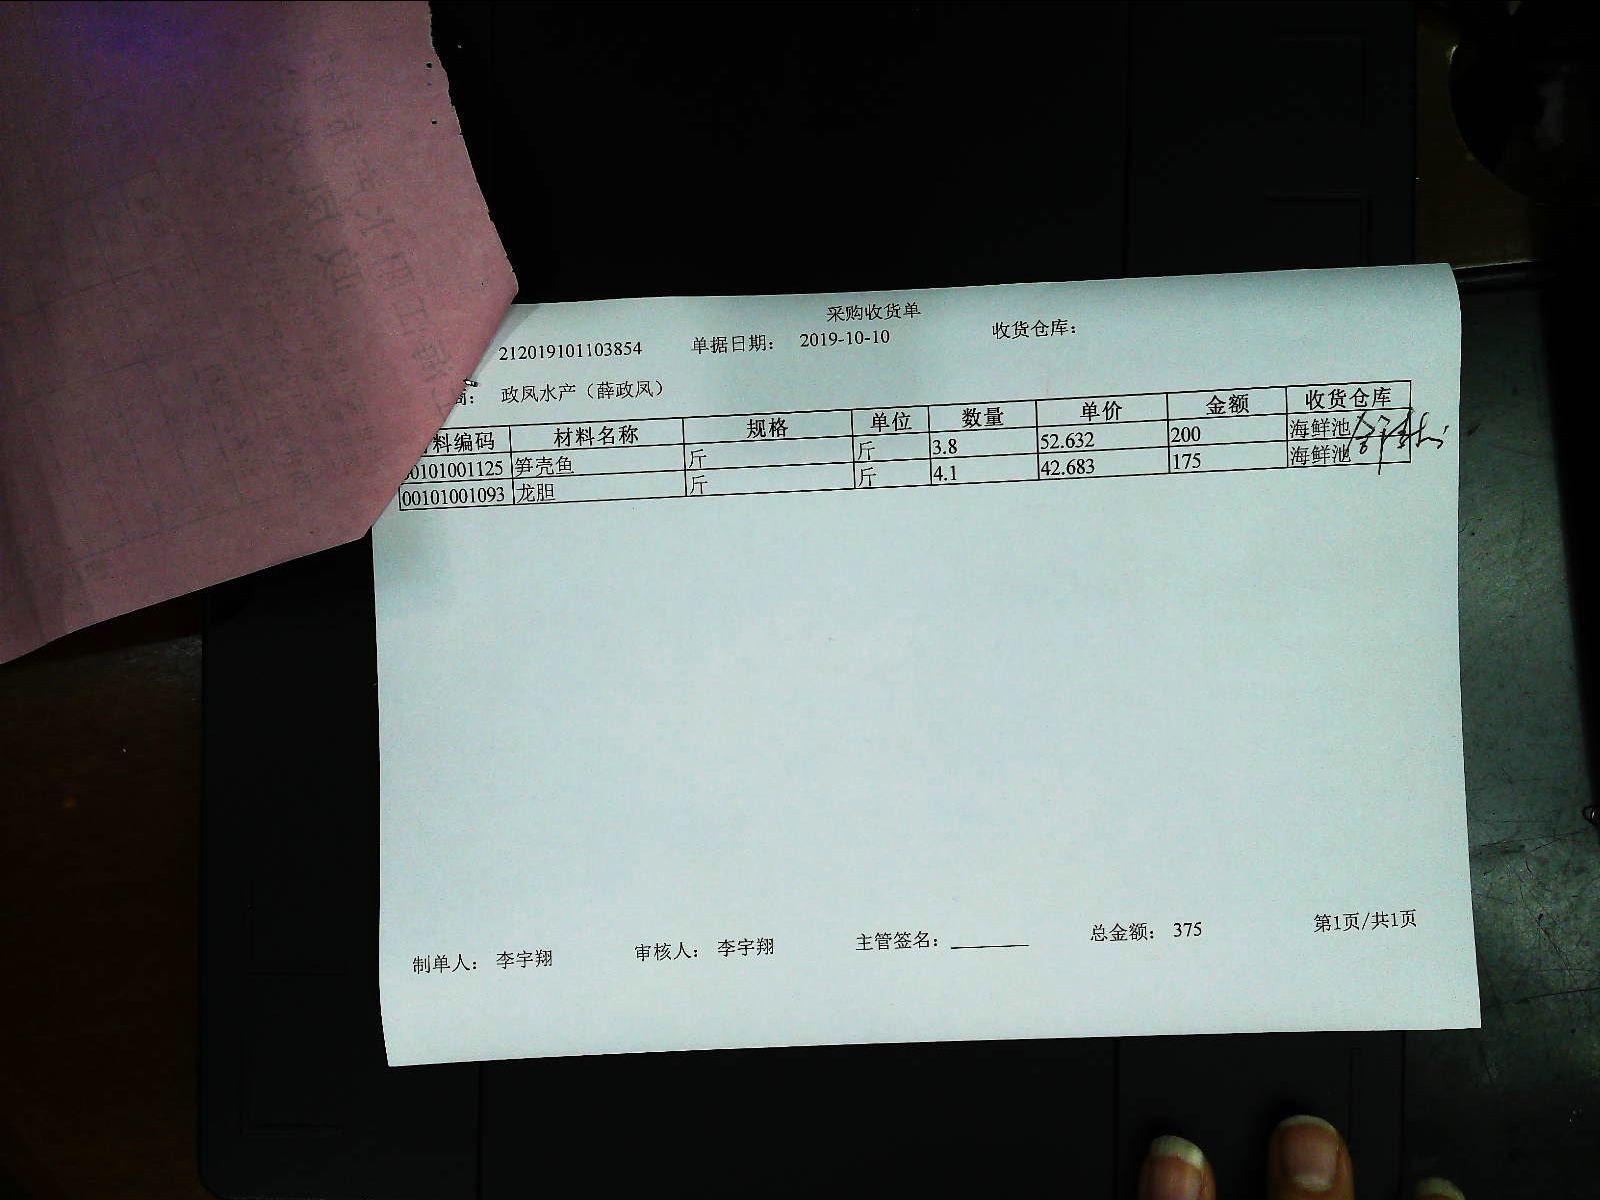 采购收货单
212019101103854 单据日期： 2019-10-10 收货仓库：
商： 政凤水产（薛政凤）
料编码 材料名称 规格 单位 数量 单价 金额 收货仓库
00101001125 笋壳鱼 斤 斤 3.8 52.632 200 海鲜池
00101001093 龙胆 斤 斤 4.1 42.683 175 海鲜池
制单人： 李宇翔 审核人： 李宇翔 主管签名： 总金额： 375 第1页/共1页